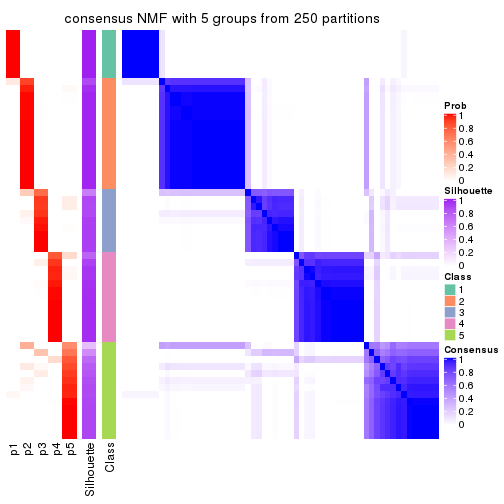 consensus NMF with 5 groups from 250 partitions
Prob
1
0.8
0.6
0.4
0.2
0
Silhouette
1
0.8
0.6
0.4
0.2
0
Class
1
2
3
4
5
Consensus
1
0.8
0.6
0.4
0.2
0
p1
p2
p3
p4
p5
Silhouette
Class